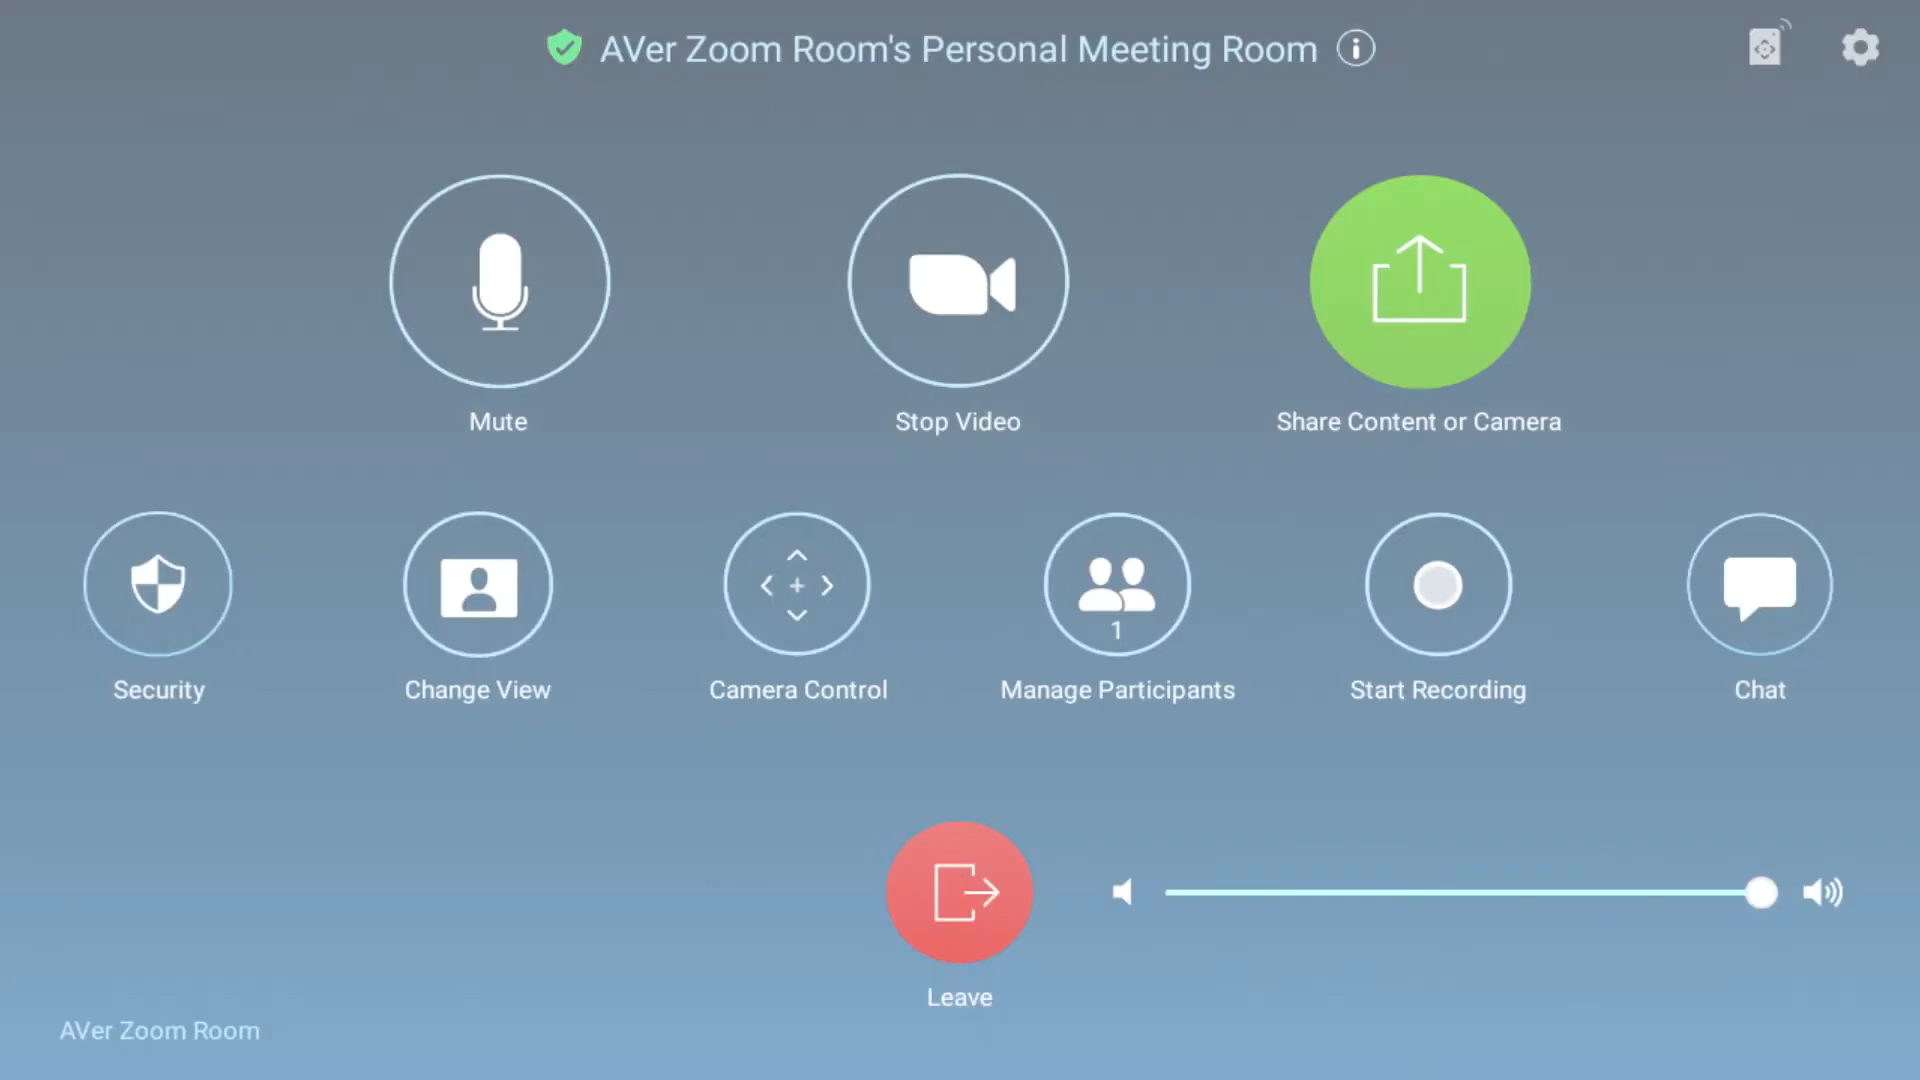 AVer Zoom Room's Personal Meeting Room
Mute
Stop Video
Share Content or Camera
1
Security
Change View
Camera Control
Manage Participants
Start Recording
Chat
Leave
AVer Zoom Room